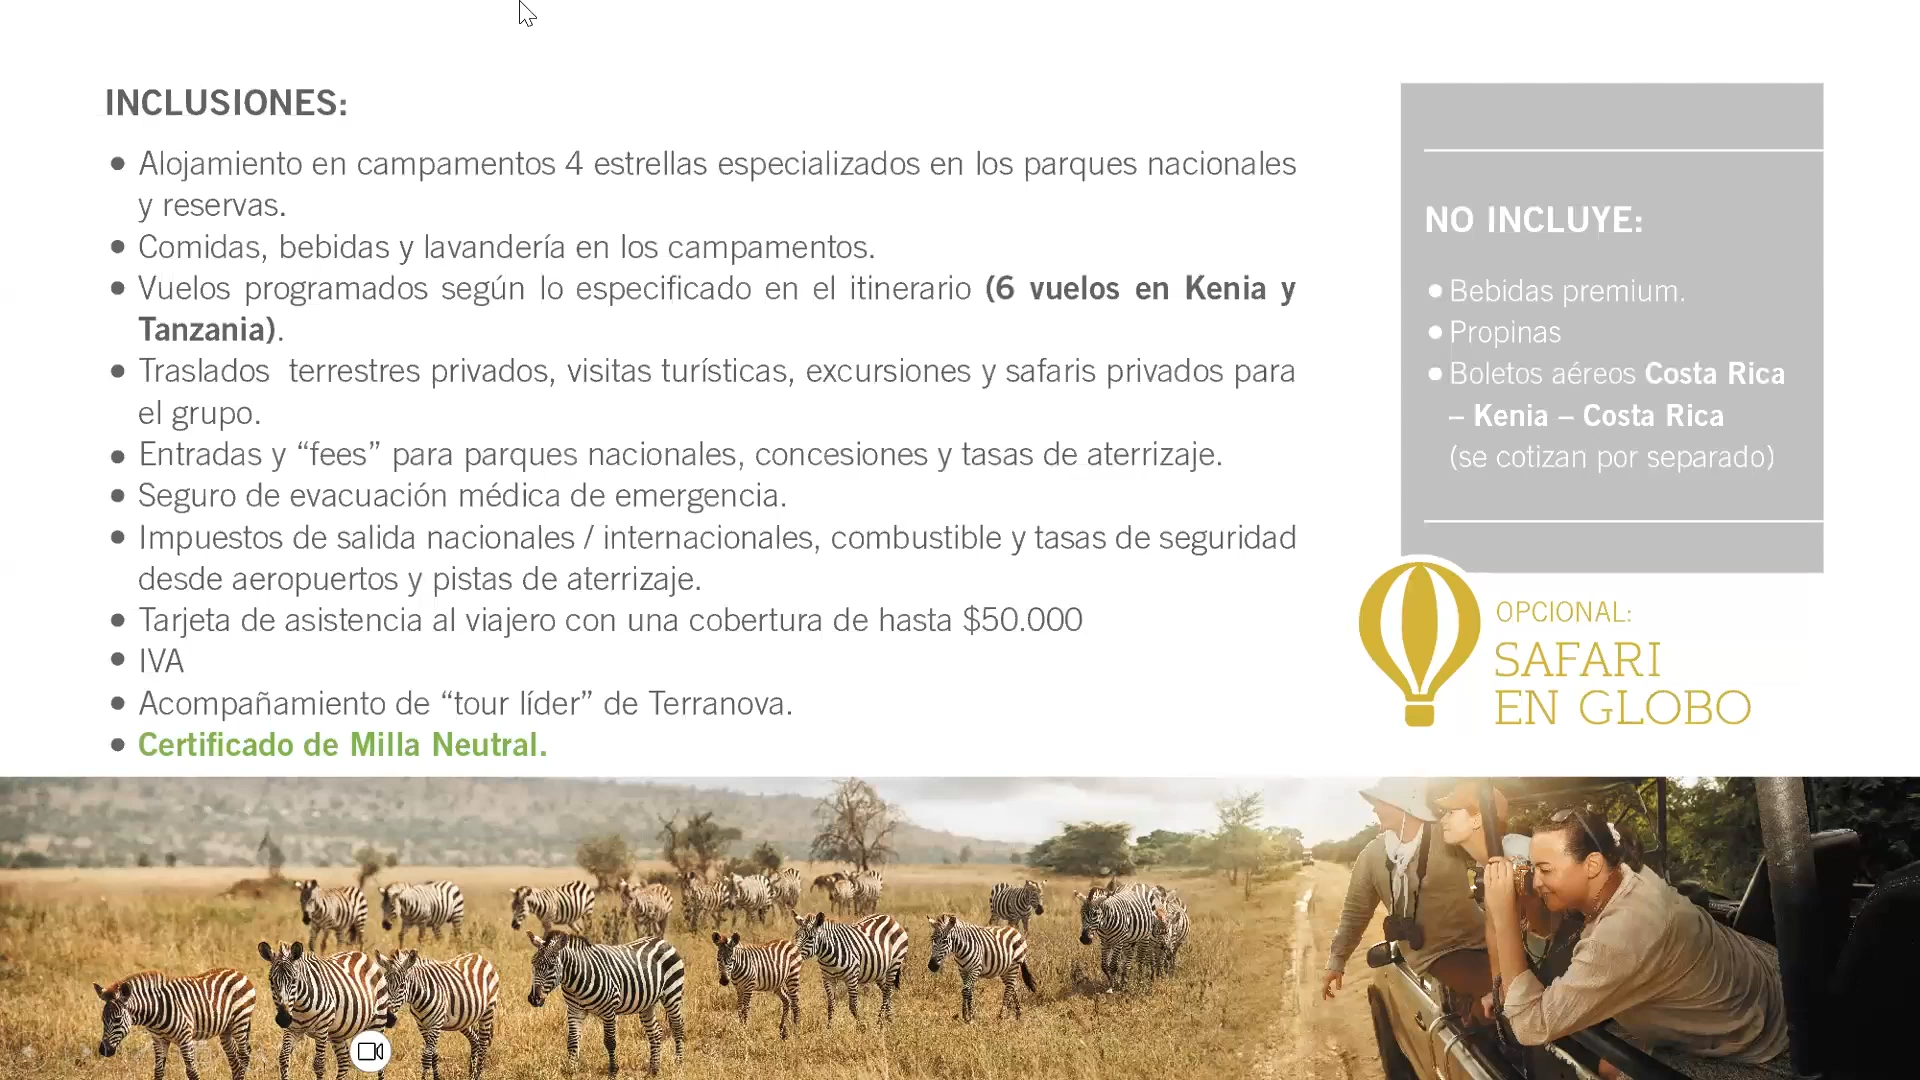 INCLUSIONES:
● Alojamiento en campamentos 4 estrellas especializados en los parques nacionales
y reservas.
● Comidas, bebidas y lavandería en los campamentos.
● Vuelos programados según lo especificado en el itinerario (6 vuelos en Kenia y
Tanzania).
● Traslados terrestres privados, visitas turísticas, excursiones y safaris privados para
el grupo.
● Entradas y “fees” para parques nacionales, concesiones y tasas de aterrizaje.
● Seguro de evacuación médica de emergencia.
● Impuestos de salida nacionales / internacionales, combustible y tasas de seguridad
desde aeropuertos y pistas de aterrizaje.
● Tarjeta de asistencia al viajero con una cobertura de hasta $50.000
● IVA
● Acompañamiento de “tour líder” de Terranova.
● Certificado de Milla Neutral.
NO INCLUYE:
● Bebidas premium.
● Propinas
● Boletos aéreos Costa Rica
– Kenia – Costa Rica
(se cotizan por separado)
OPCIONAL:
SAFARI
EN GLOBO